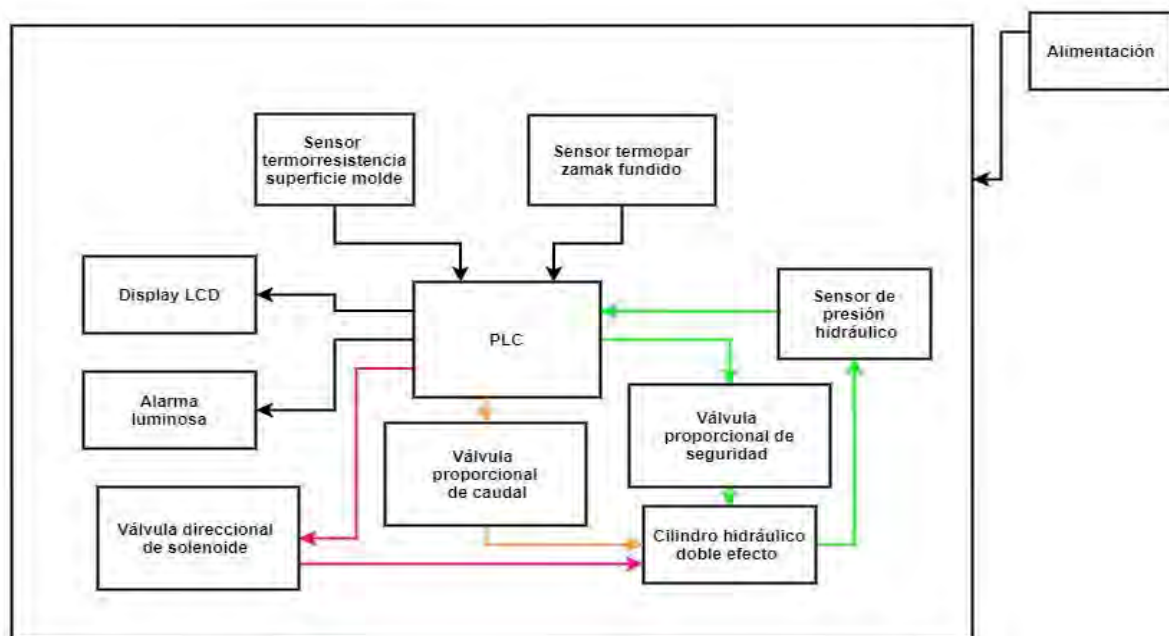 Alimentación
Sensor
termorresistencia
superficie molde
Sensor termopar
zamak fundido
Display LCD
PLC
Sensor de
presión
hidráulico
Alarma
luminosa
Válvula
proporcional
de caudal
Válvula
proporcional de
seguridad
Válvula direccional
de solenoide
Cilindro hidráulico
doble efecto